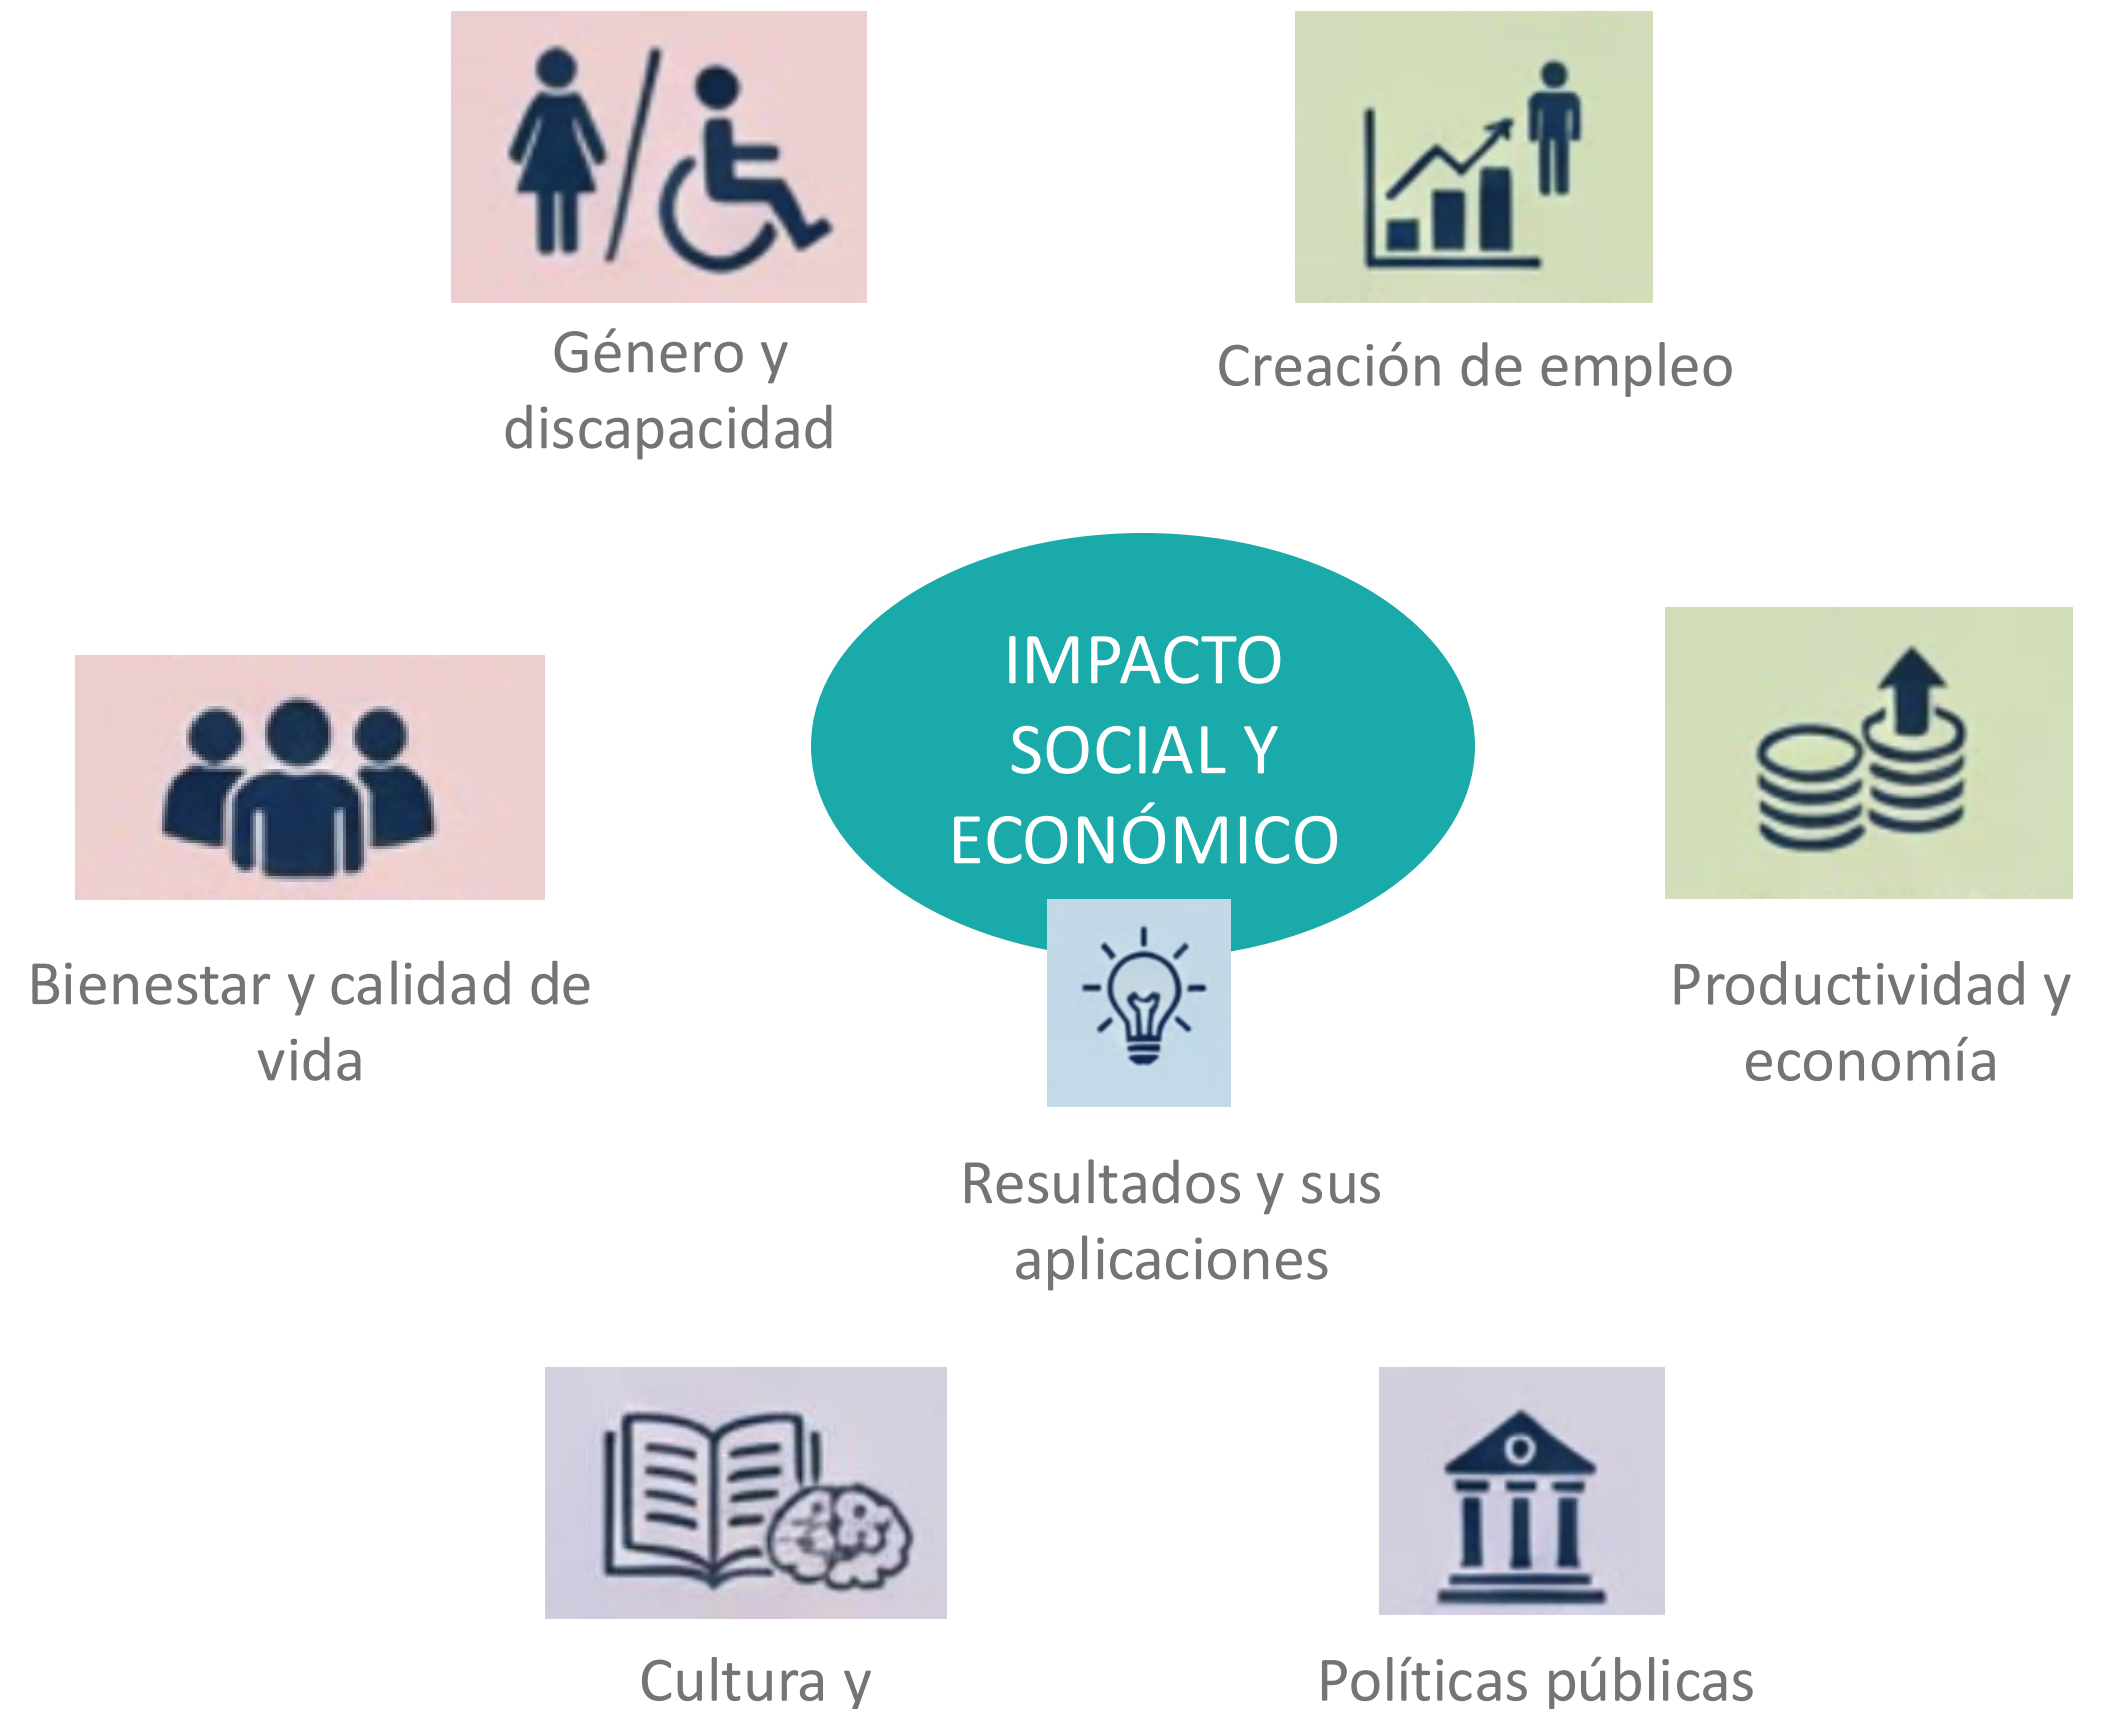 Género y
discapacidad
Creación de empleo
IMPACTO
SOCIAL Y
ECONÓMICO
Bienestar y calidad de
vida
Productividad y
economía
Resultados y sus
aplicaciones
Cultura y
Políticas públicas